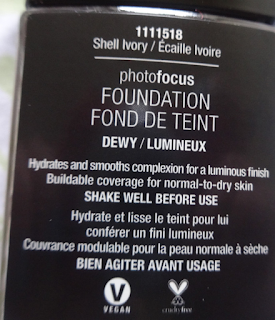 1111518
Shell Ivory / Écaille Ivoire
photofocus
FOUNDATION
FOND DE TEINT
DEWY / LUMINEUX
Hydrates and smooths complexion for a luminous finish
Buildable coverage for normal-to-dry skin
SHAKE WELL BEFORE USE
Hydrate et lisse le teint pour lui
conférer un fini lumineux
Couvrance modulable pour la peau normale à sèche
BIEN AGITER AVANT USAGE
VEGAN
cruelty free